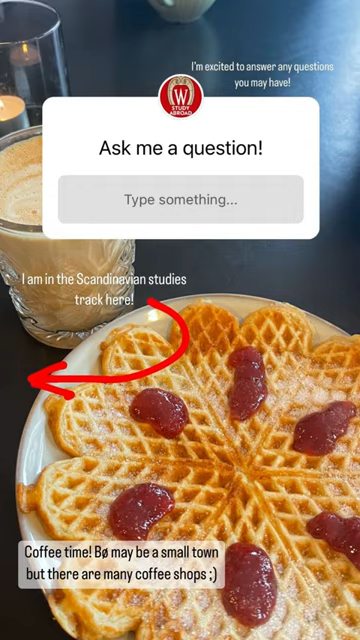 I'm excited to answer any questions
you may have!
W
STUDY
ABROAD
Ask me a question!
Type something...
I am in the Scandinavian studies
track here!
Coffee time! Bø may be a small town
but there are many coffee shops ;)